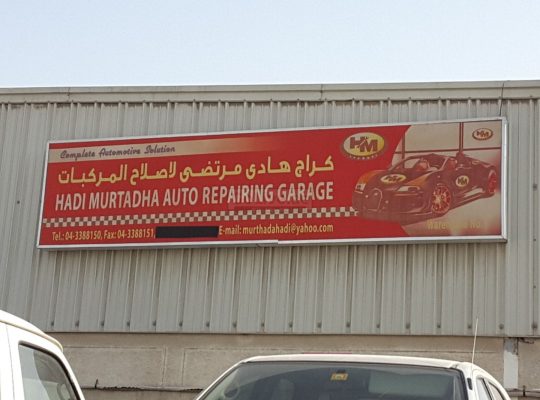 Complete Automotive Solution
HM
HM
كراج هادي مرتضى لاصلاح المركبات
HADI MURTADHA AUTO REPAIRING GARAGE
Tel.: 04-3388150, Fax: 04-3388151, E-mail: murthadahadi@yahoo.com